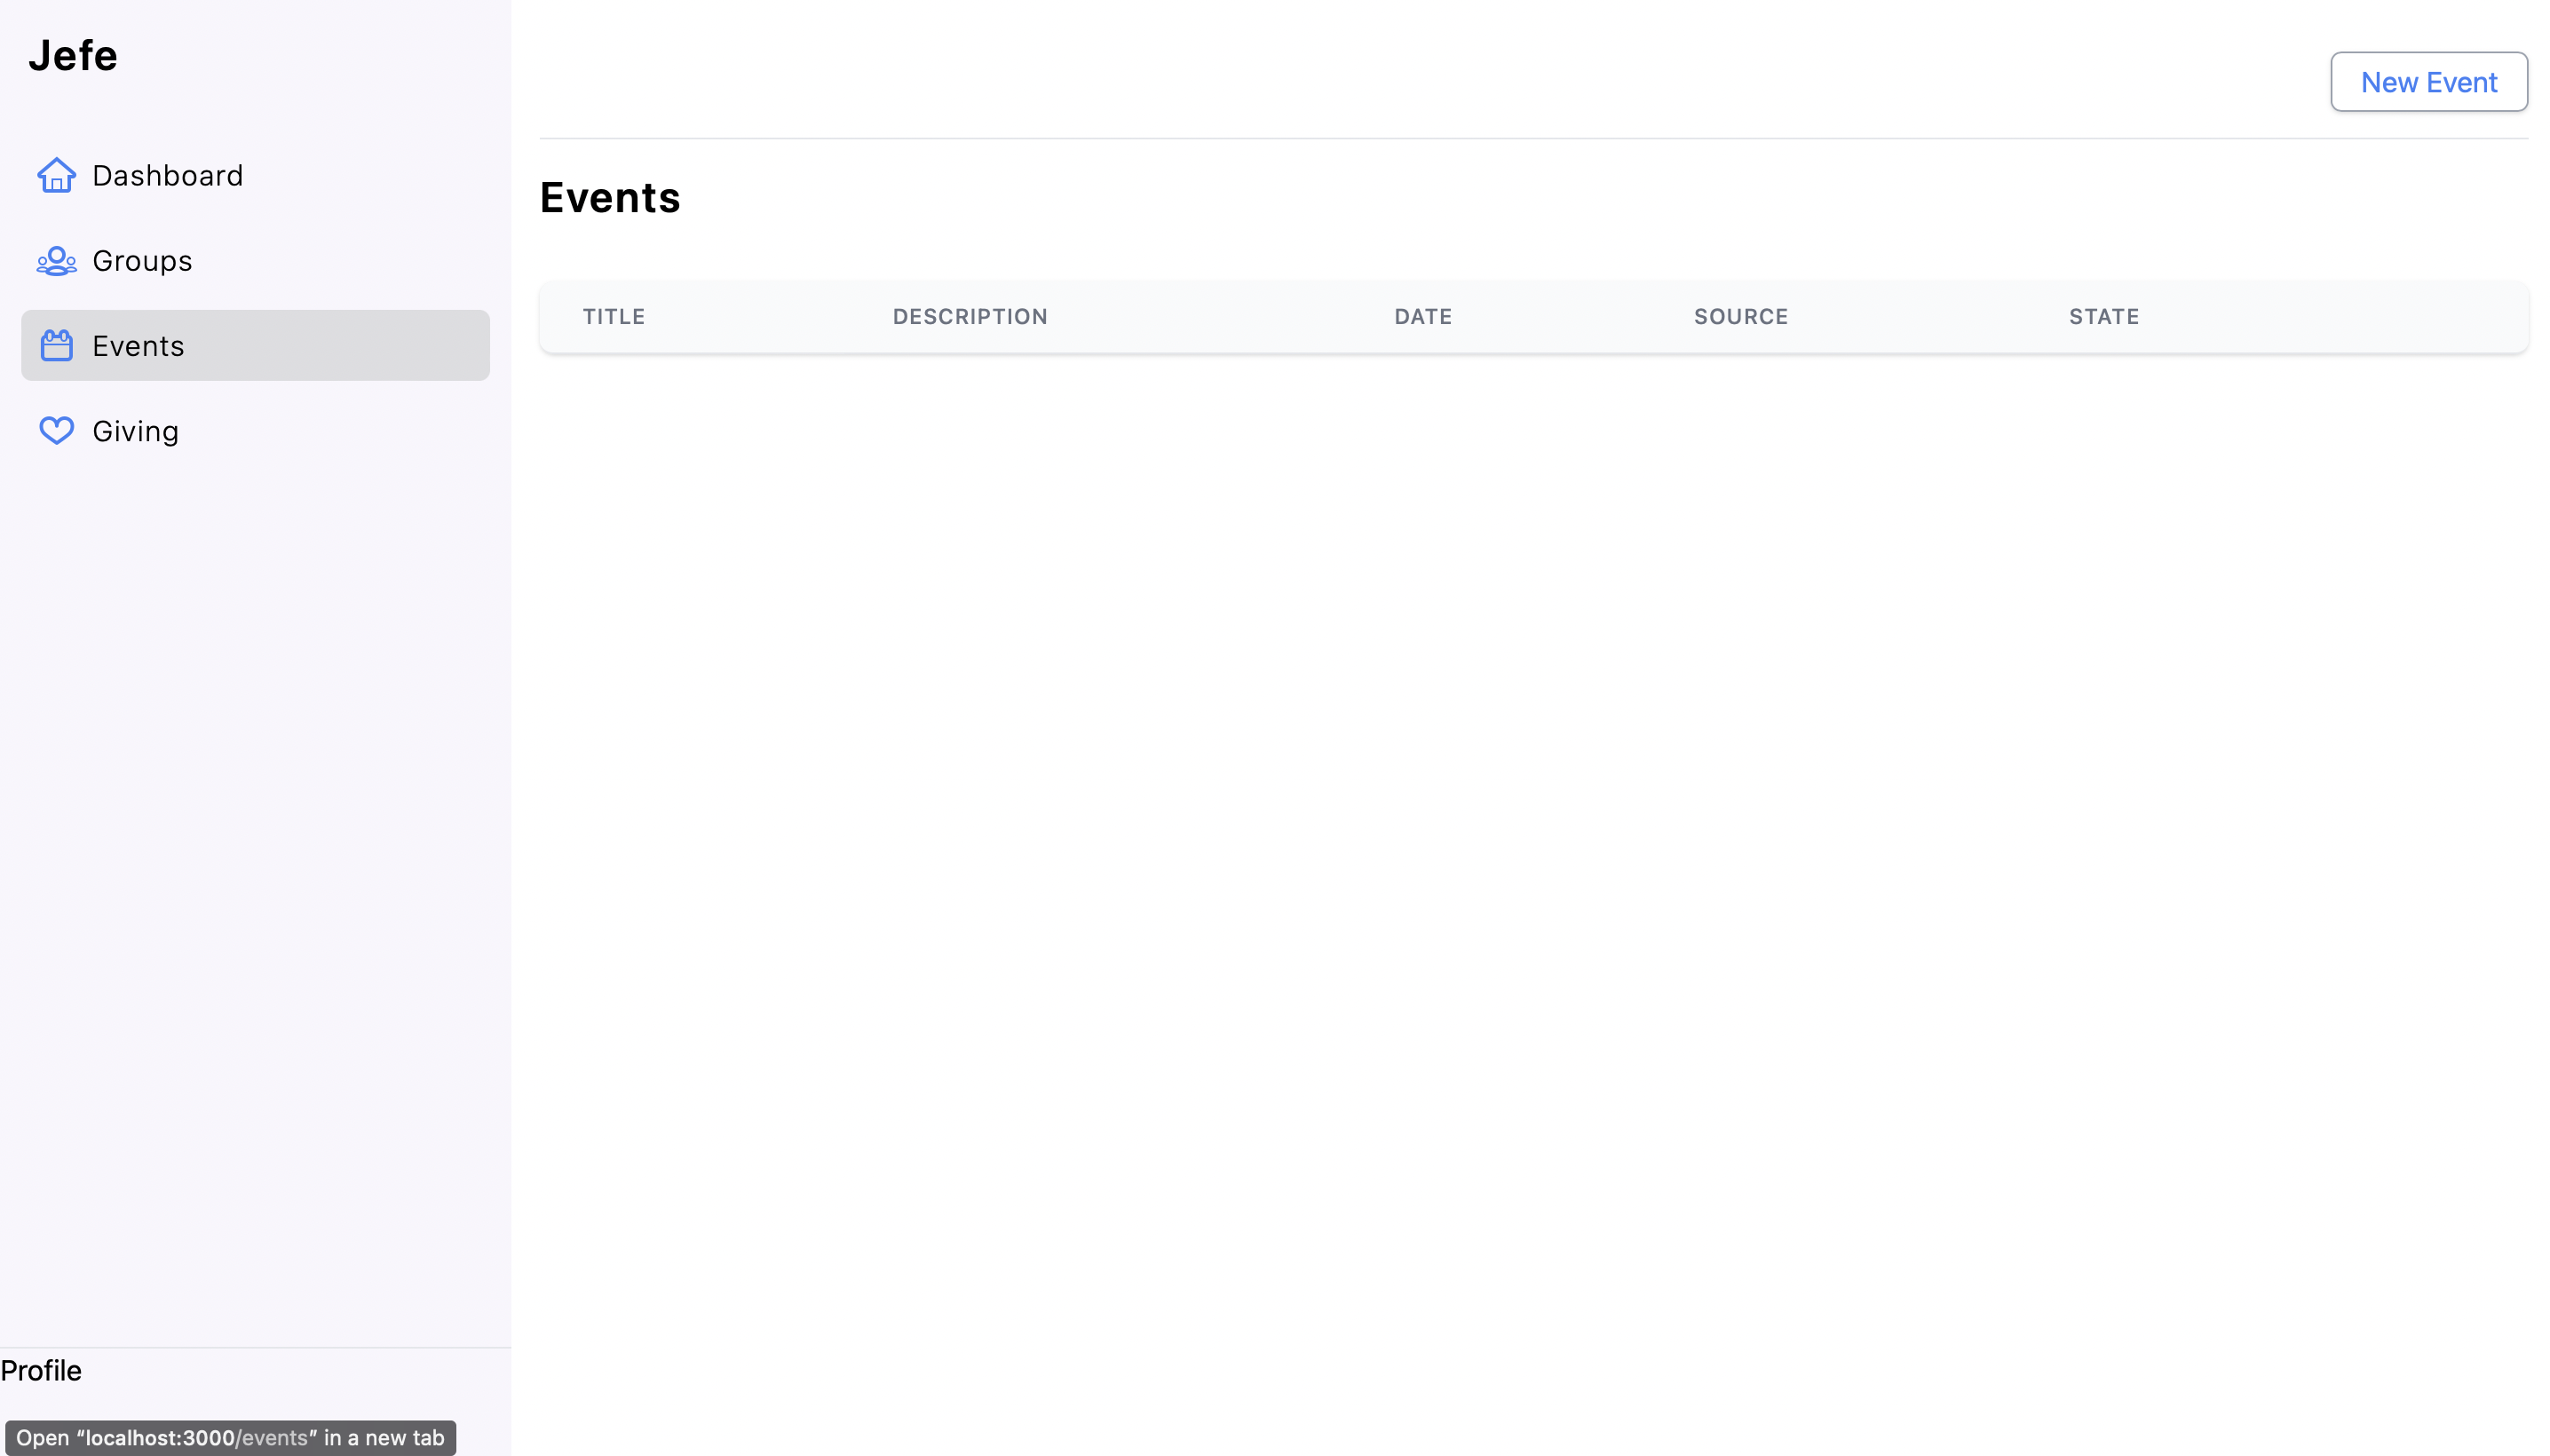 Jefe
Dashboard
Groups
Events
Giving
Profile
Open “localhost:3000/events” in a new tab
New Event
Events
TITLE DESCRIPTION DATE SOURCE STATE